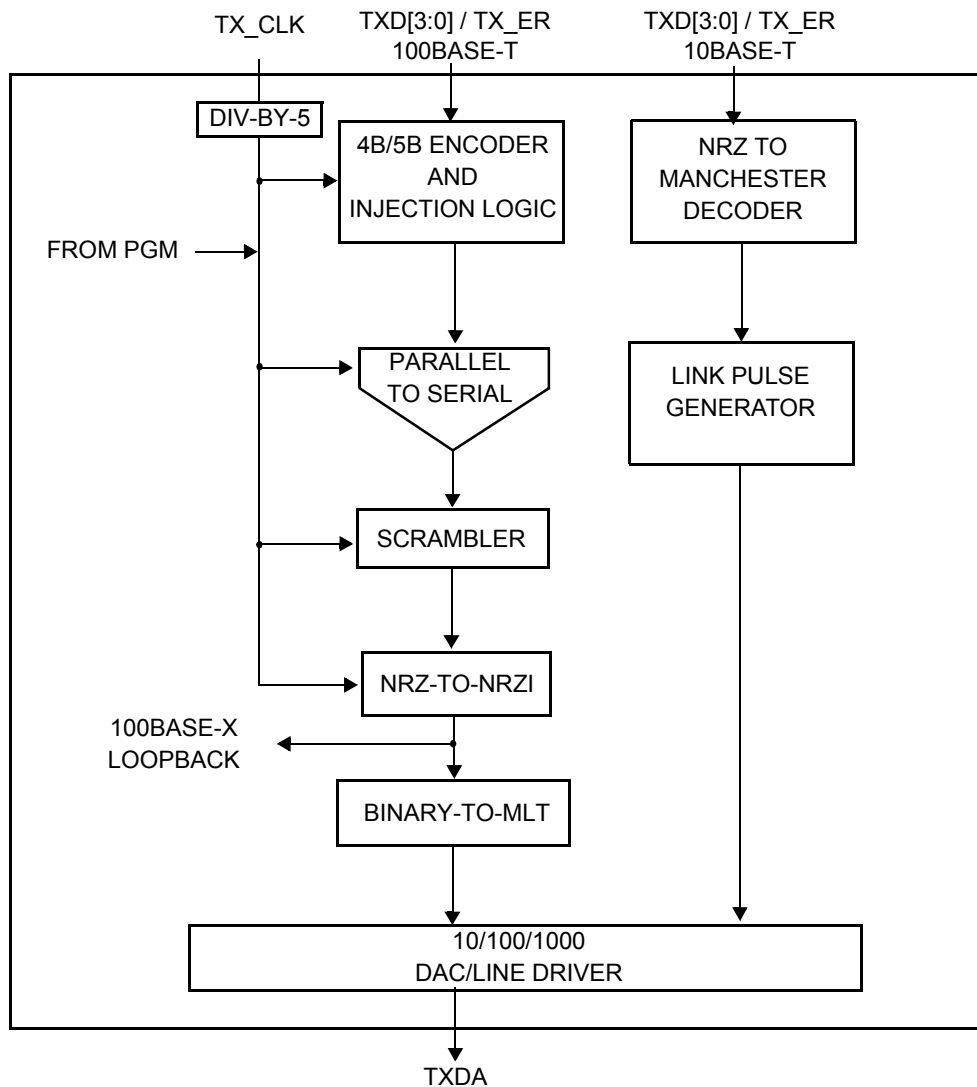 TX_CLK
TXD[3:0] / TX_ER
100BASE-T
TXD[3:0] / TX_ER
10BASE-T
DIV-BY-5
4B/5B ENCODER
AND
INJECTION LOGIC
NRZ TO
MANCHESTER
DECODER
FROM PGM
PARALLEL
TO SERIAL
LINK PULSE
GENERATOR
SCRAMBLER
NRZ-TO-NRZI
100BASE-X
LOOPBACK
BINARY-TO-MLT
10/100/1000
DAC/LINE DRIVER
TXDA